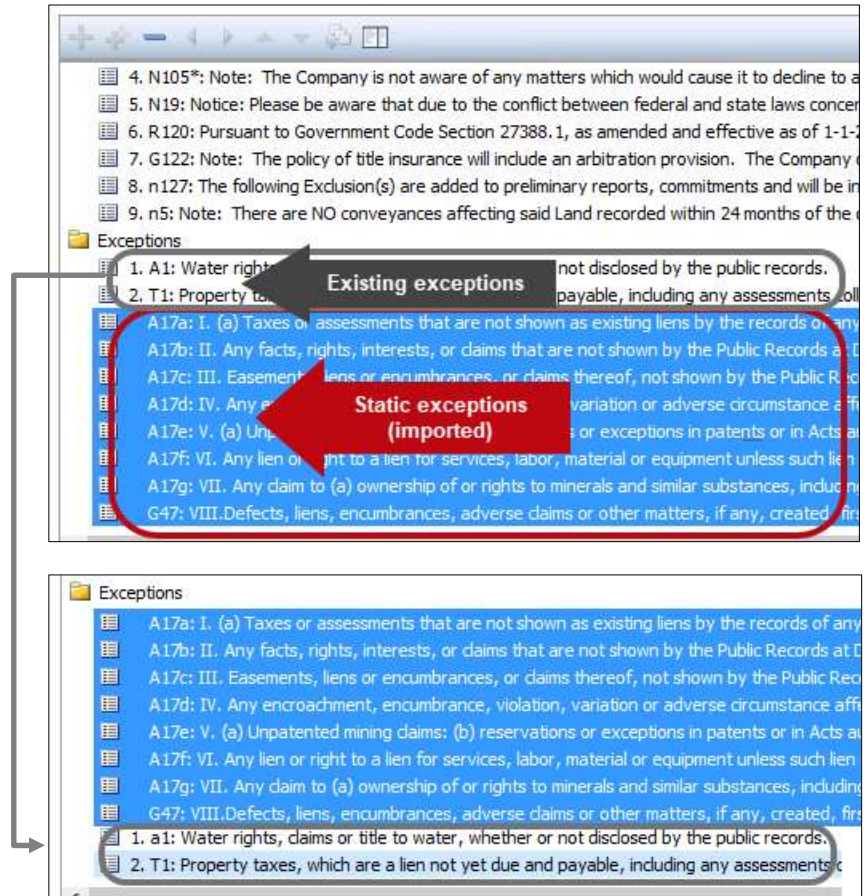 4. N105*: Note: The Company is not aware of any matters which would cause it to decline to a
5. N19: Notice: Please be aware that due to the conflict between federal and state laws concer
6. R120: Pursuant to Government Code Section 27388.1, as amended and effective as of 1-1-
7. G122: Note: The policy of title insurance will include an arbitration provision. The Company
8. n127: The following Exclusion(s) are added to preliminary reports, commitments and will be in
9. n5: Note: There are NO conveyances affecting said Land recorded within 24 months of the
Exceptions
1. A1: Water right not disclosed by the public records.
Existing exceptions
2. T1: Property ta payable, including any assessments coll
A17a: I. (a) Taxes or assessments that are not shown as existing liens by the records of any
A17b: II. Any facts, rights, interests, or claims that are not shown by the Public Records at D
A17c: III. Easement liens or encumbrances, or claims thereof, not shown by the Public Rec
A17d: IV. Any variation or adverse circumstance aff
Static exceptions
(imported)
A17e: V. (a) Unp s or exceptions in patents or in Acts a
A17f: VI. Any lien or right to a lien for services, labor, material or equipment unless such lien
A17g: VII. Any claim to (a) ownership of or rights to minerals and similar substances, including
G47: VIII.Defects, liens, encumbrances, adverse claims or other matters, if any, created, firs
Exceptions
A17a: I. (a) Taxes or assessments that are not shown as existing liens by the records of any
A17b: II. Any facts, rights, interests, or claims that are not shown by the Public Records at D
A17c: III. Easements, liens or encumbrances, or claims thereof, not shown by the Public Rec
A17d: IV. Any encroachment, encumbrance, violation, variation or adverse circumstance affe
A17e: V. (a) Unpatented mining claims: (b) reservations or exceptions in patents or in Acts au
A17f: VI. Any lien or right to a lien for services, labor, material or equipment unless such lien
A17g: VII. Any claim to (a) ownership of or rights to minerals and similar substances, including
G47: VIII.Defects, liens, encumbrances, adverse claims or other matters, if any, created, firs
1. a1: Water rights, claims or title to water, whether or not disclosed by the public records.
2. T1: Property taxes, which are a lien not yet due and payable, including any assessments c